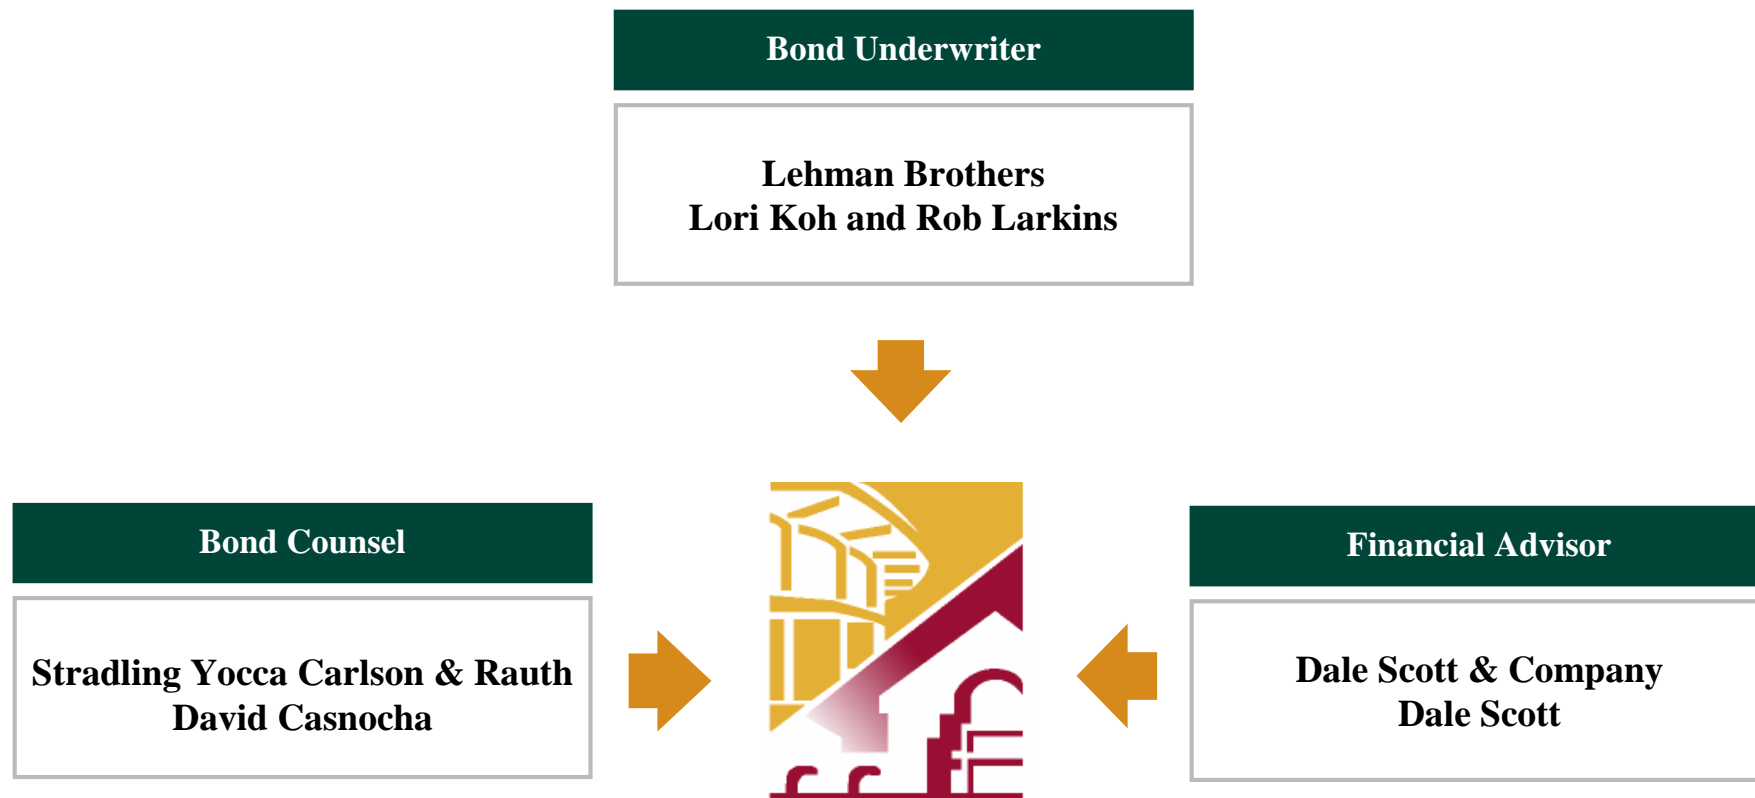 Bond Underwriter
Lehman Brothers
Lori Koh and Rob Larkins
Bond Counsel
Stradling Yocca Carlson & Rauth
David Casnocha
Financial Advisor
Dale Scott & Company
Dale Scott